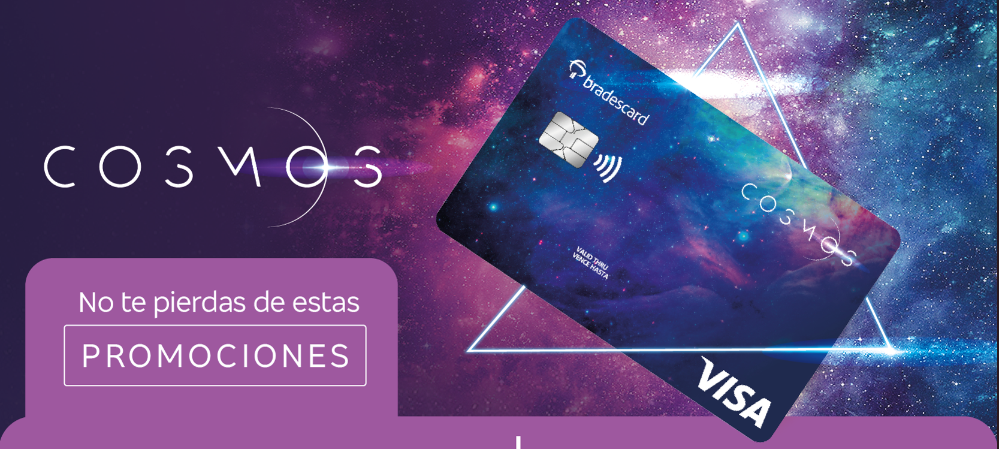 COSMOS
No te pierdas de estas
PROMOCIONES
bradescard
COSMOS
VALID THRU
VENCE HASTA
VISA